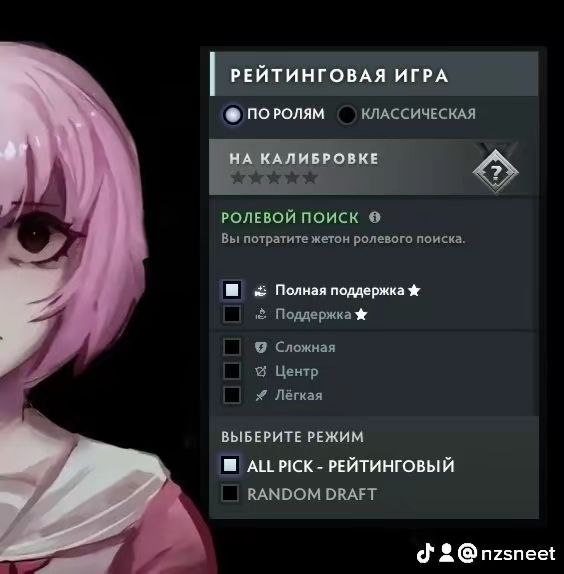 РЕЙТИНГОВАЯ ИГРА
ПО РОЛЯМ КЛАССИЧЕСКАЯ
НА КАЛИБРОВКЕ
?
РОЛЕВОЙ ПОИСК i
Вы потратите жетон ролевого поиска.
Полная поддержка
Поддержка
Сложная
Центр
Лёгкая
ВЫБЕРИТЕ РЕЖИМ
ALL PICK - РЕЙТИНГОВЫЙ
RANDOM DRAFT
@nzsneet